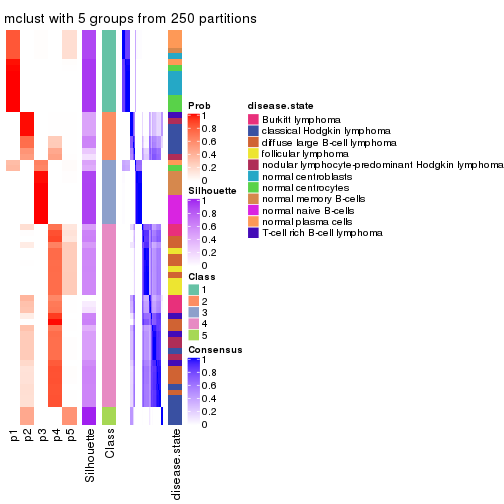 mclust with 5 groups from 250 partitions
Prob
1
0.8
0.6
0.4
0.2
0
Silhouette
1
0.8
0.6
0.4
0.2
0
Class
1
2
3
4
5
Consensus
1
0.8
0.6
0.4
0.2
0
disease.state
Burkitt lymphoma
classical Hodgkin lymphoma
diffuse large B-cell lymphoma
follicular lymphoma
nodular lymphocyte-predominant Hodgkin lymphoma
normal centroblasts
normal centrocytes
normal memory B-cells
normal naive B-cells
normal plasma cells
T-cell rich B-cell lymphoma
p1
p2
p3
p4
p5
Silhouette
Class
disease.state